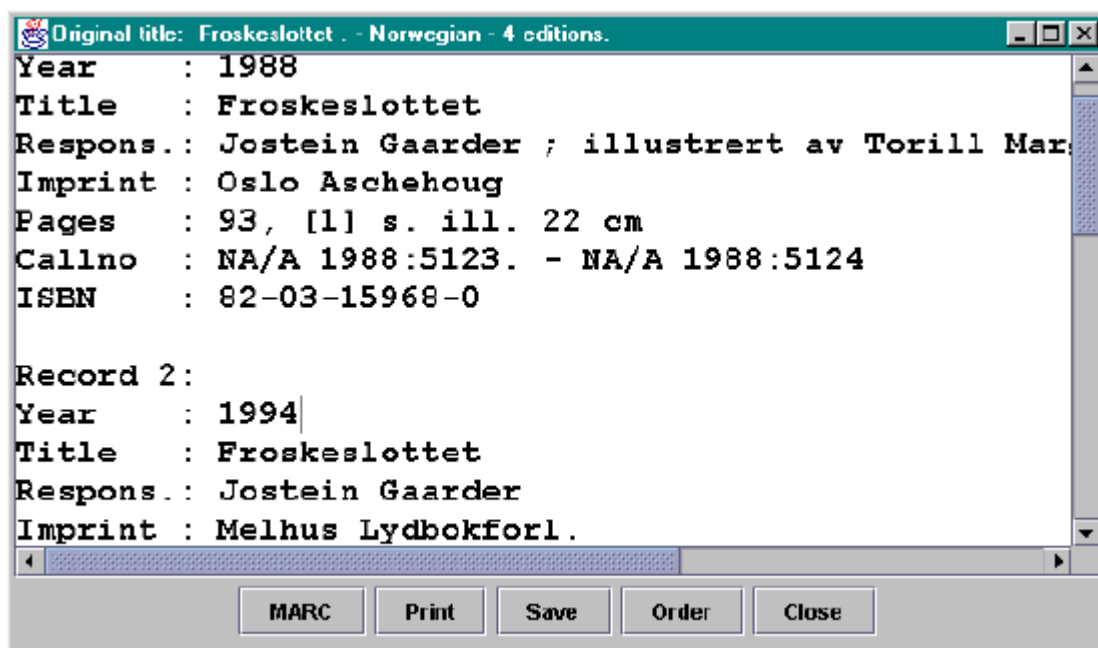 Original title: Froskeslottet . - Norwegian - 4 editions.
Year : 1988
Title : Froskeslottet
Respons.: Jostein Gaarder ; illustrert av Torill Mar
Imprint : Oslo Aschehoug
Pages : 93, [1] s. ill. 22 cm
Callno : NA/A 1988:5123. - NA/A 1988:5124
ISBN : 82-03-15968-0
Record 2:
Year : 1994
Title : Froskeslottet
Respons.: Jostein Gaarder
Imprint : Melhus Lydbokforl.
MARC Print Save Order Close